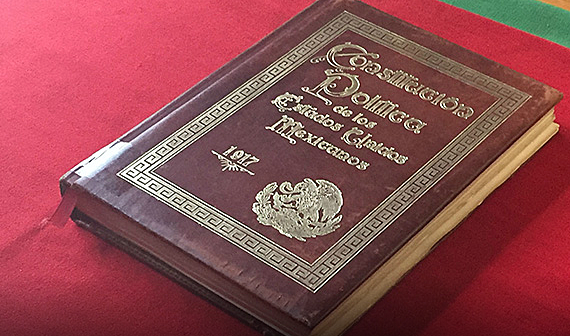 Constitución
Política
de los
Estados Unidos
Mexicanos
1917